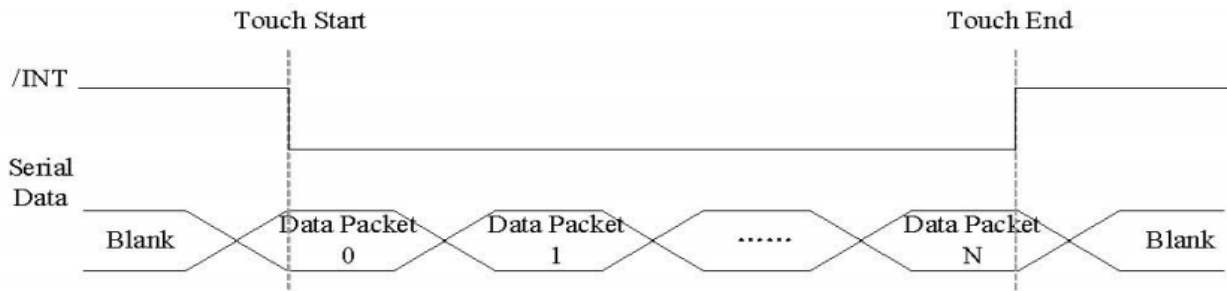 Touch Start
Touch End
/INT
Serial
Data
Blank
Data Packet
0
Data Packet
1
......
Data Packet
N
Blank